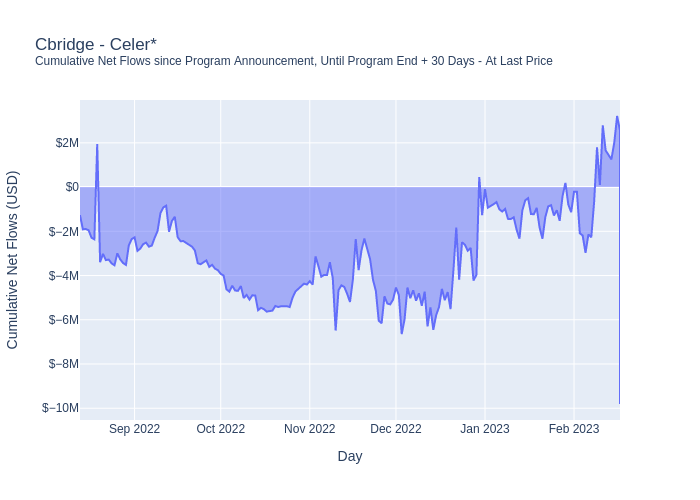 Cbridge - Celer*
Cumulative Net Flows since Program Announcement, Until Program End + 30 Days - At Last Price
Cumulative Net Flows (USD)
$2M
$0
$−2M
$−4M
$−6M
$−8M
$−10M
Sep 2022
Oct 2022
Nov 2022
Dec 2022
Jan 2023
Feb 2023
Day